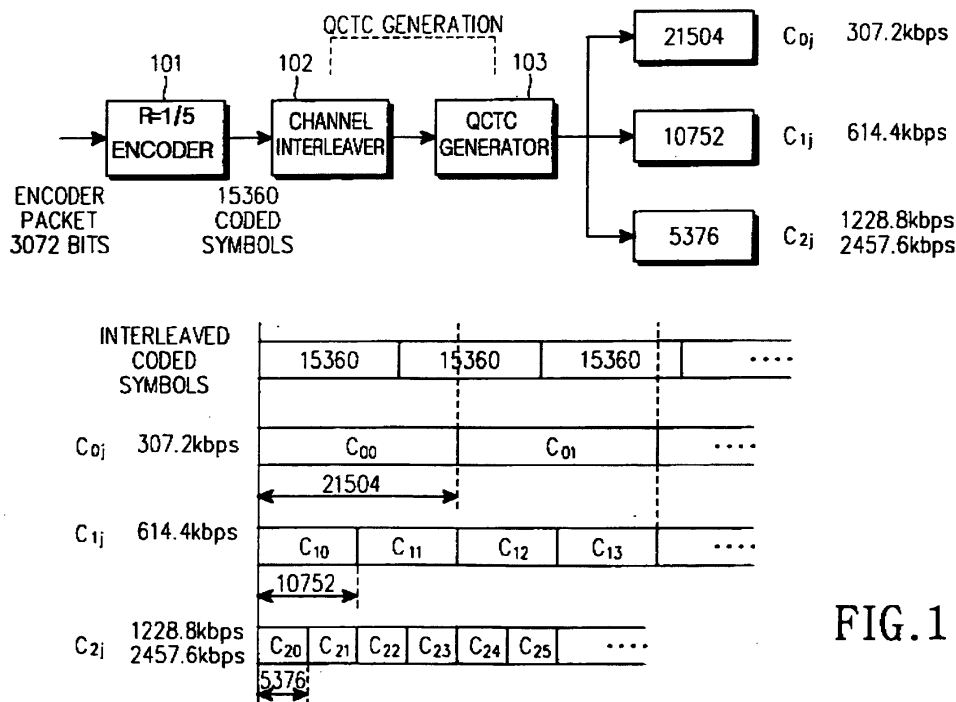 QCTC GENERATION
101
102
103
R=1/5
ENCODER
CHANNEL
INTERLEAVER
QCTC
GENERATOR
ENCODER
PACKET
3072 BITS
15360
CODED
SYMBOLS
21504
C0j
307.2kbps
10752
C1j
614.4kbps
5376
C2j
1228.8kbps
2457.6kbps
INTERLEAVED
CODED
SYMBOLS
15360
15360
15360
....
C0j
307.2kbps
C00
C01
....
21504
C1j
614.4kbps
C10
C11
C12
C13
....
10752
C2j
1228.8kbps
2457.6kbps
C20
C21
C22
C23
C24
C25
....
5376
FIG.1